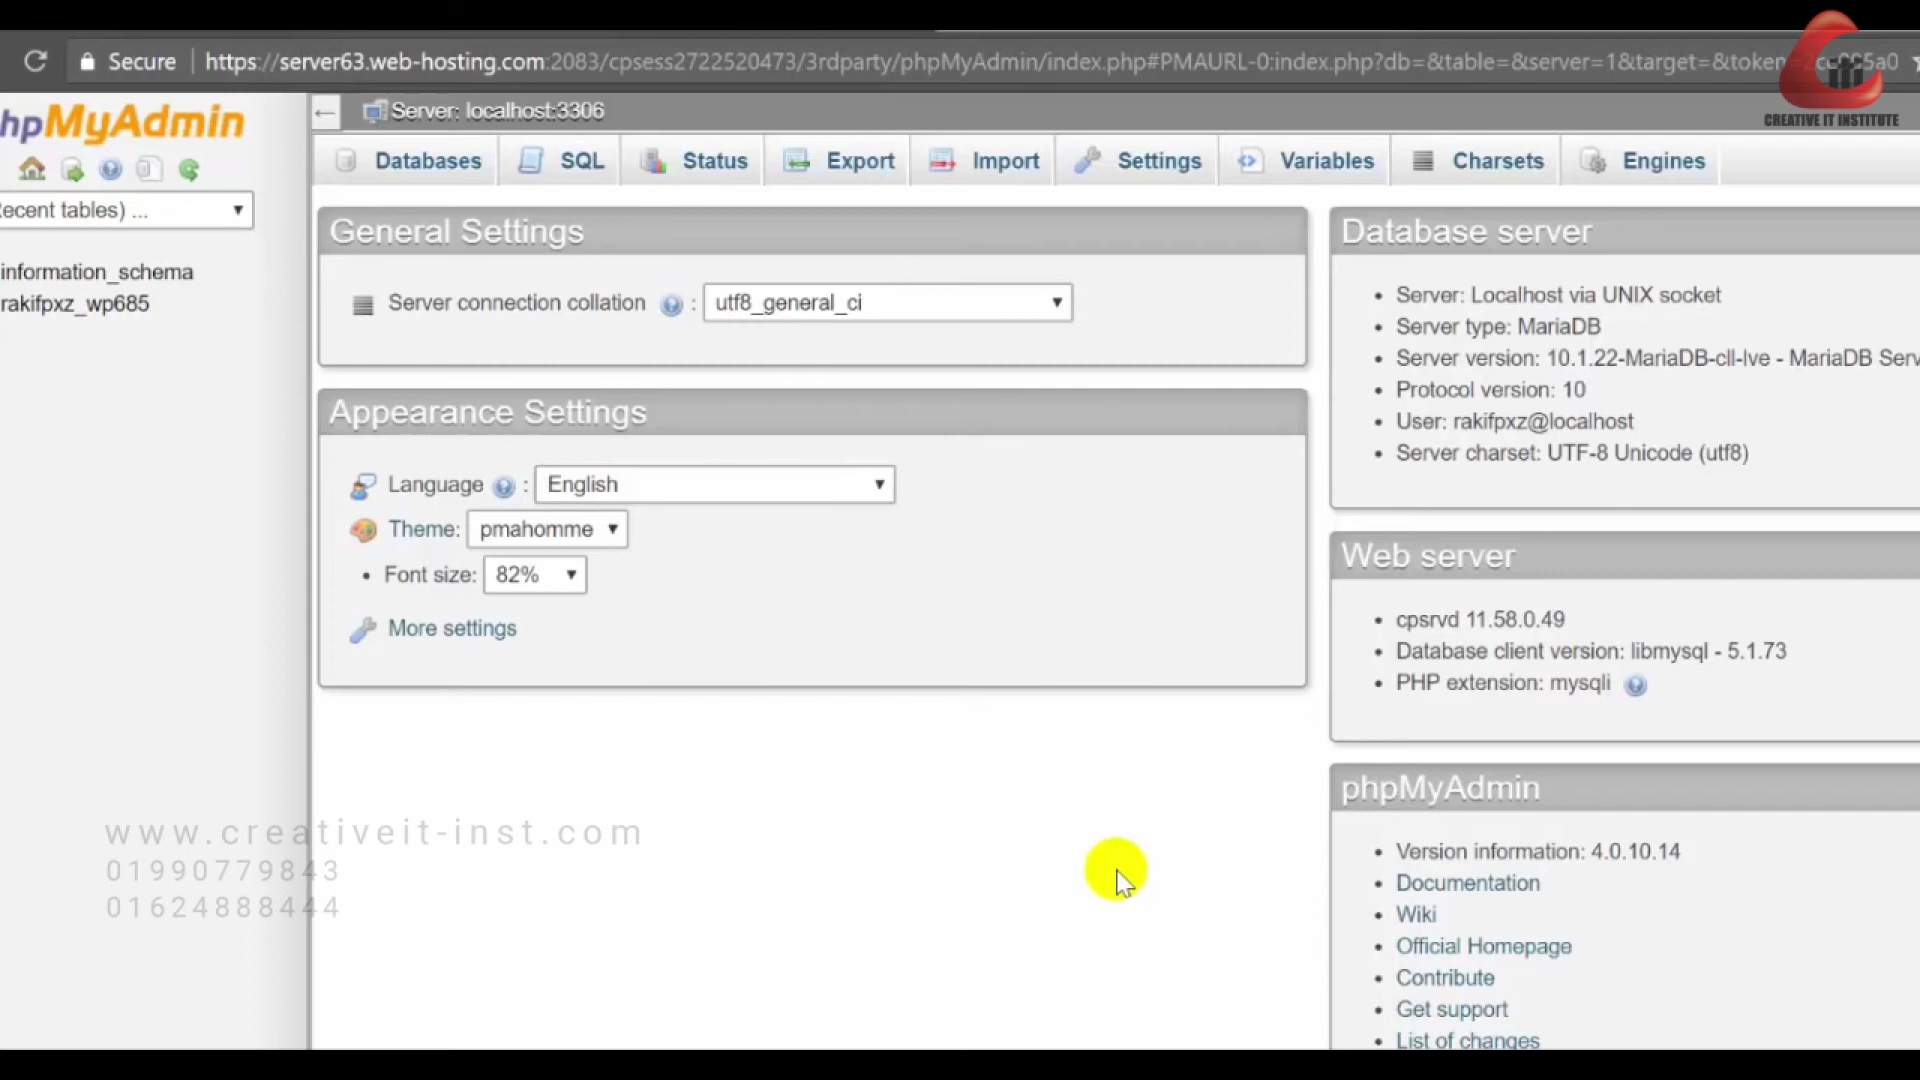 Secure https://server63.web-hosting.com:2083/cpsess2722520473/3rdparty/phpMyAdmin/index.php#PMAURL-0:index.php?db=&table=&server=1&target=&token=
CREATIVE IT INSTITUTE
hpMyAdmin
Server: localhost:3306
Databases SQL Status Export Import Settings Variables Charsets Engines
ecent tables) ...
information_schema
rakifpxz_wp685
General Settings
Server connection collation : utf8_general_ci
Appearance Settings
Language : English
Theme: pmahomme
• Font size: 82%
More settings
Database server
• Server: Localhost via UNIX socket
• Server type: MariaDB
• Server version: 10.1.22-MariaDB-cll-lve - MariaDB Serv
• Protocol version: 10
• User: rakifpxz@localhost
• Server charset: UTF-8 Unicode (utf8)
Web server
• cpsrvd 11.58.0.49
• Database client version: libmysql - 5.1.73
• PHP extension: mysqli
phpMyAdmin
• Version information: 4.0.10.14
• Documentation
• Wiki
• Official Homepage
• Contribute
• Get support
• List of changes
www.creativeit-inst.com
01990779843
01624888444